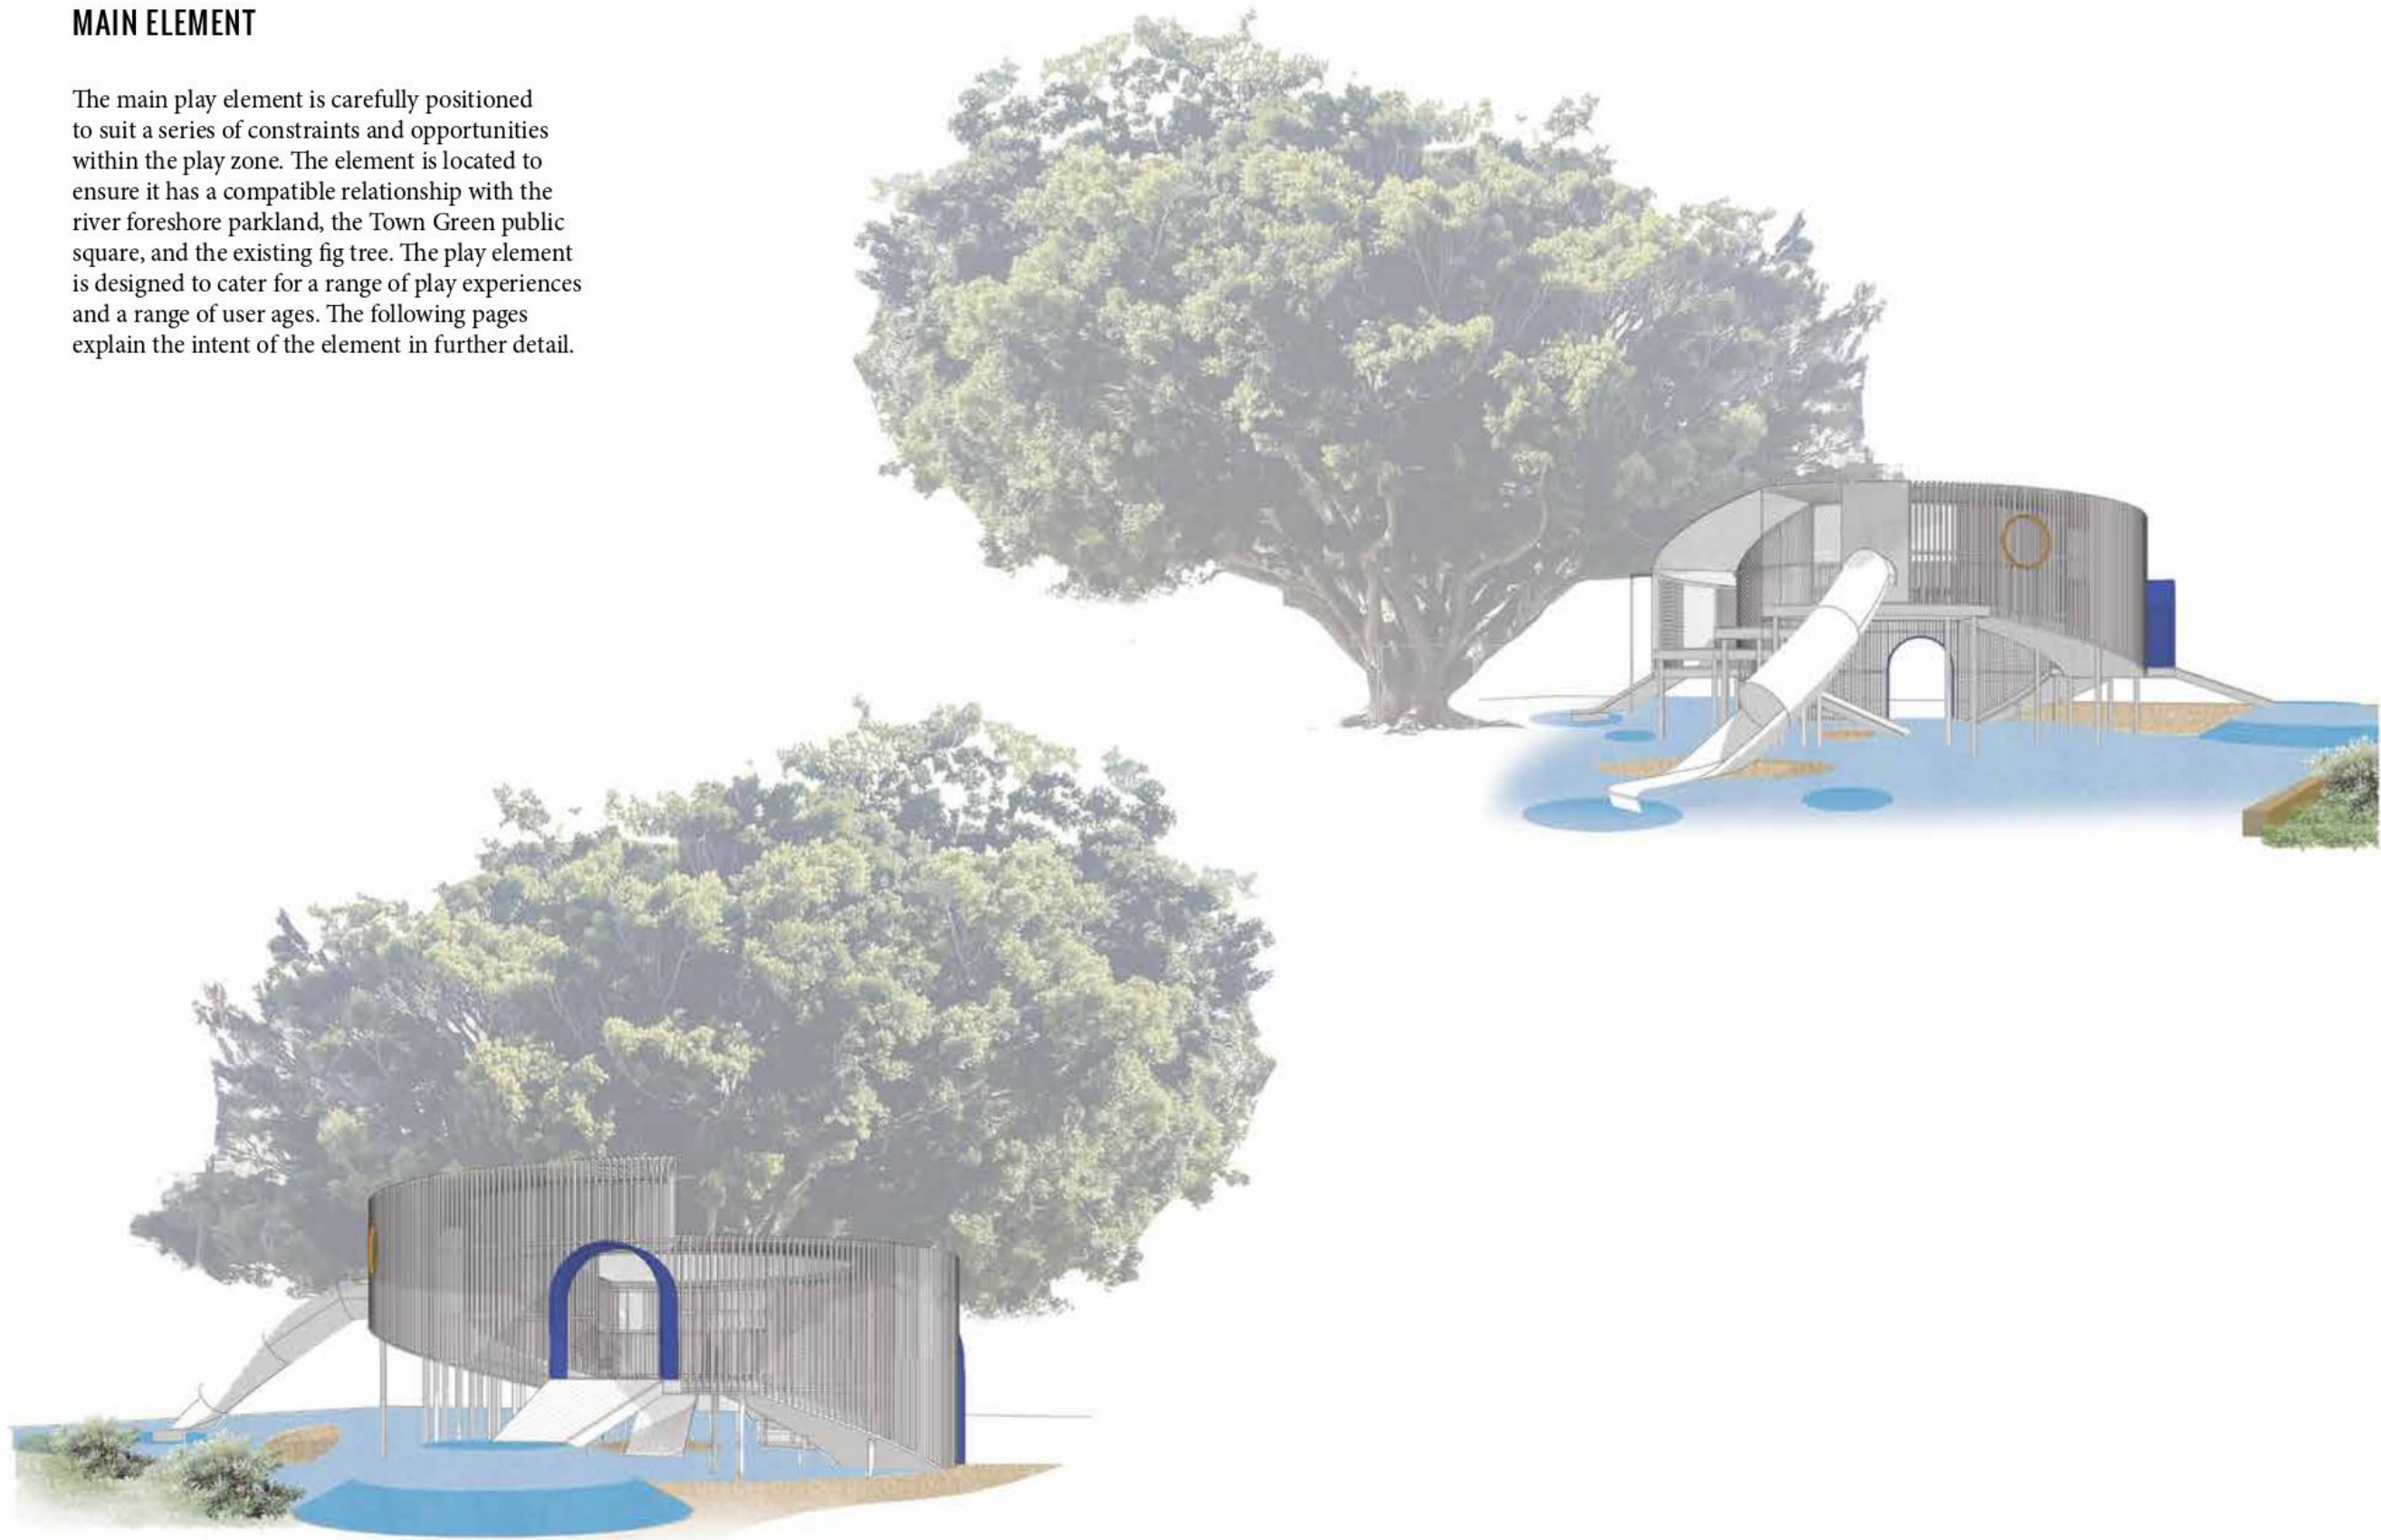 MAIN ELEMENT
The main play element is carefully positioned
to suit a series of constraints and opportunities
within the play zone. The element is located to
ensure it has a compatible relationship with the
river foreshore parkland, the Town Green public
square, and the existing fig tree. The play element
is designed to cater for a range of play experiences
and a range of user ages. The following pages
explain the intent of the element in further detail.